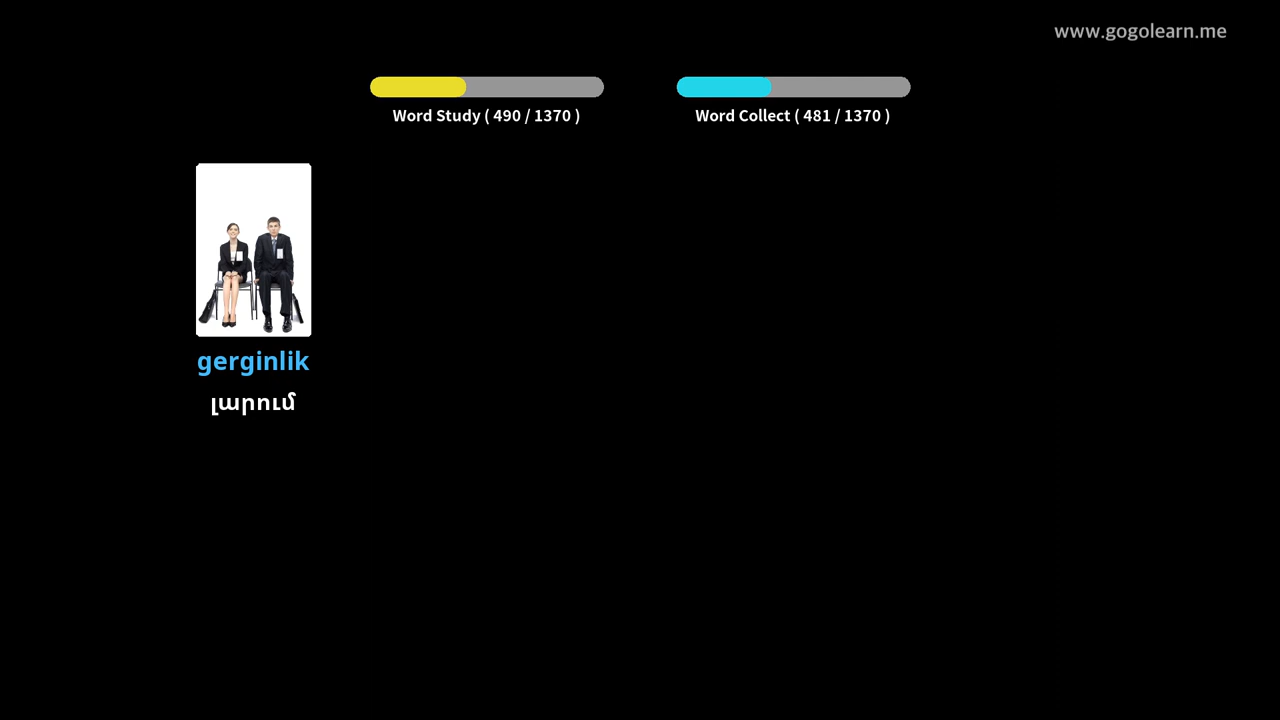 www.gogolearn.me
Word Study ( 490 / 1370 )
Word Collect ( 481 / 1370 )
gerginlik
լարում